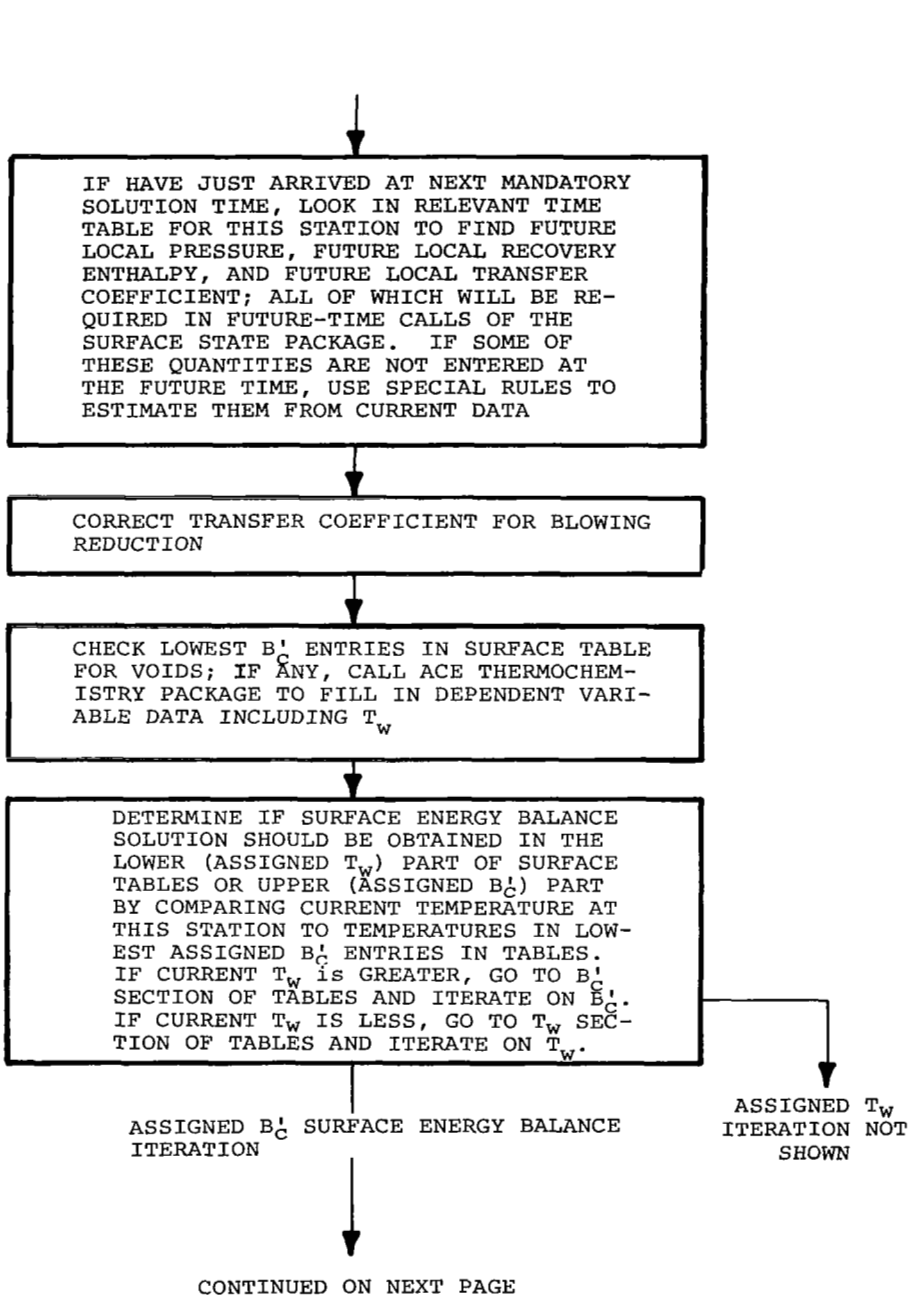 IF HAVE JUST ARRIVED AT NEXT MANDATORY
SOLUTION TIME, LOOK IN RELEVANT TIME
TABLE FOR THIS STATION TO FIND FUTURE
LOCAL PRESSURE, FUTURE LOCAL RECOVERY
ENTHALPY, AND FUTURE LOCAL TRANSFER
COEFFICIENT; ALL OF WHICH WILL BE RE-
QUIRED IN FUTURE-TIME CALLS OF THE
SURFACE STATE PACKAGE. IF SOME OF
THESE QUANTITIES ARE NOT ENTERED AT
THE FUTURE TIME, USE SPECIAL RULES TO
ESTIMATE THEM FROM CURRENT DATA
CORRECT TRANSFER COEFFICIENT FOR BLOWING
REDUCTION
CHECK LOWEST B'c ENTRIES IN SURFACE TABLE
FOR VOIDS; IF ANY, CALL ACE THERMOCHEM-
ISTRY PACKAGE TO FILL IN DEPENDENT VARI-
ABLE DATA INCLUDING Tw
DETERMINE IF SURFACE ENERGY BALANCE
SOLUTION SHOULD BE OBTAINED IN THE
LOWER (ASSIGNED Tw) PART OF SURFACE
TABLES OR UPPER (ASSIGNED B'c) PART
BY COMPARING CURRENT TEMPERATURE AT
THIS STATION TO TEMPERATURES IN LOW-
EST ASSIGNED B'c ENTRIES IN TABLES.
IF CURRENT Tw is GREATER, GO TO B'c
SECTION OF TABLES AND ITERATE ON B'c.
IF CURRENT Tw IS LESS, GO TO Tw SEC-
TION OF TABLES AND ITERATE ON Tw.
ASSIGNED B'c SURFACE ENERGY BALANCE
ITERATION
ASSIGNED Tw
ITERATION NOT
SHOWN
CONTINUED ON NEXT PAGE